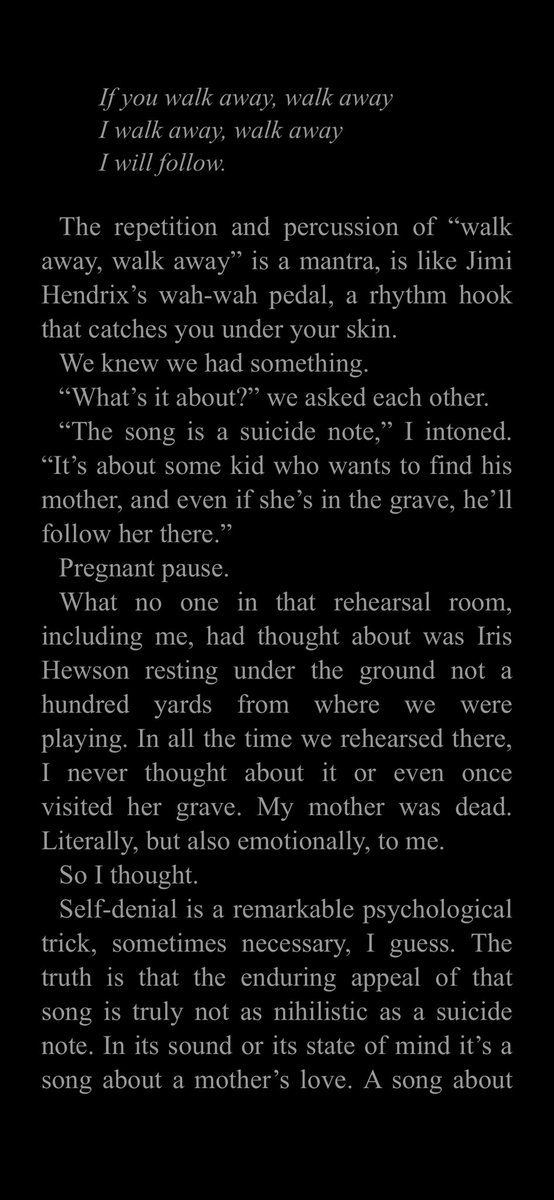 If you walk away, walk away
I walk away, walk away
I will follow.
The repetition and percussion of “walk
away, walk away” is a mantra, is like Jimi
Hendrix’s wah-wah pedal, a rhythm hook
that catches you under your skin.
We knew we had something.
“What’s it about?” we asked each other.
“The song is a suicide note,” I intoned.
“It’s about some kid who wants to find his
mother, and even if she’s in the grave, he’ll
follow her there.”
Pregnant pause.
What no one in that rehearsal room,
including me, had thought about was Iris
Hewson resting under the ground not a
hundred yards from where we were
playing. In all the time we rehearsed there,
I never thought about it or even once
visited her grave. My mother was dead.
Literally, but also emotionally, to me.
So I thought.
Self-denial is a remarkable psychological
trick, sometimes necessary, I guess. The
truth is that the enduring appeal of that
song is truly not as nihilistic as a suicide
note. In its sound or its state of mind it’s a
song about a mother’s love. A song about